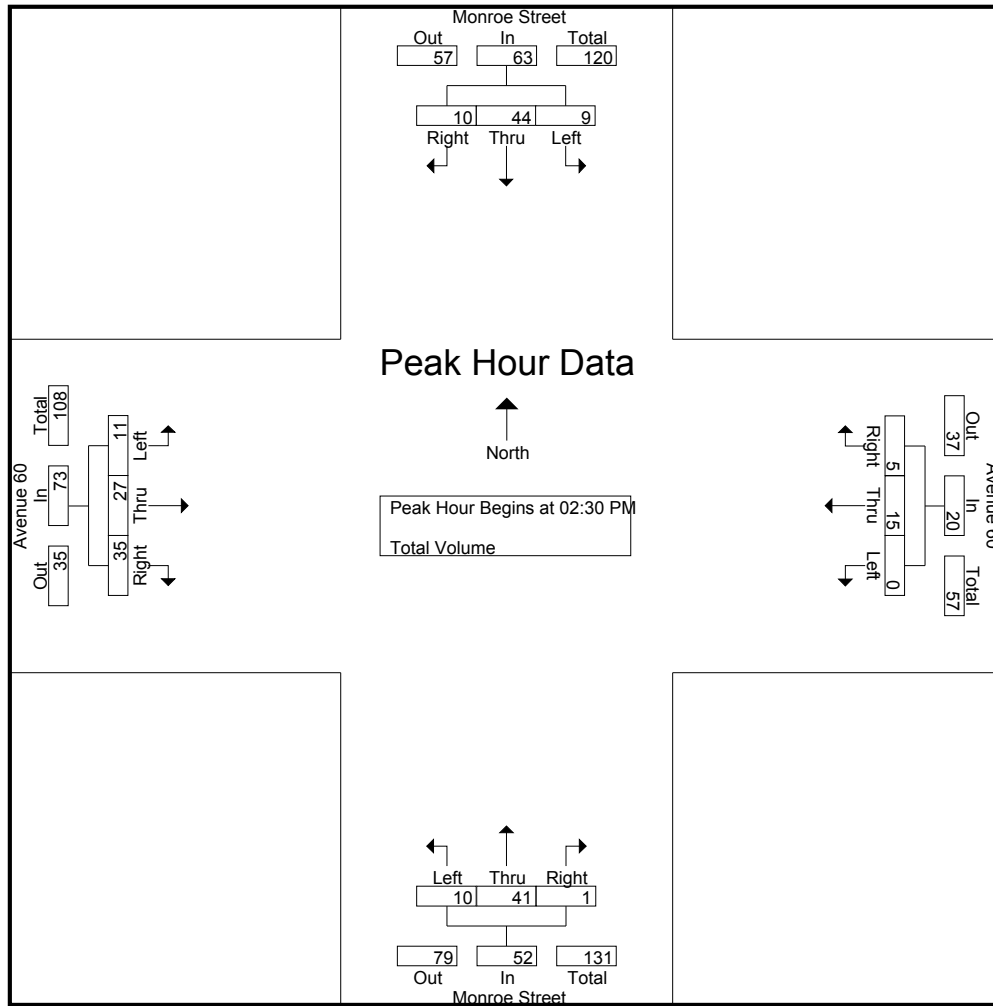 Monroe Street
Out In Total
57 63 120
10 44 9
Right Thru Left
Peak Hour Data
North
Peak Hour Begins at 02:30 PM
Total Volume
Avenue 60
Out In Total
35 73 108
Right Thru Left
35 27 11
Avenue 60
Out In Total
37 20 57
Right Thru Left
5 15 0
Left Thru Right
10 41 1
79 52 131
Out In Total
Monroe Street